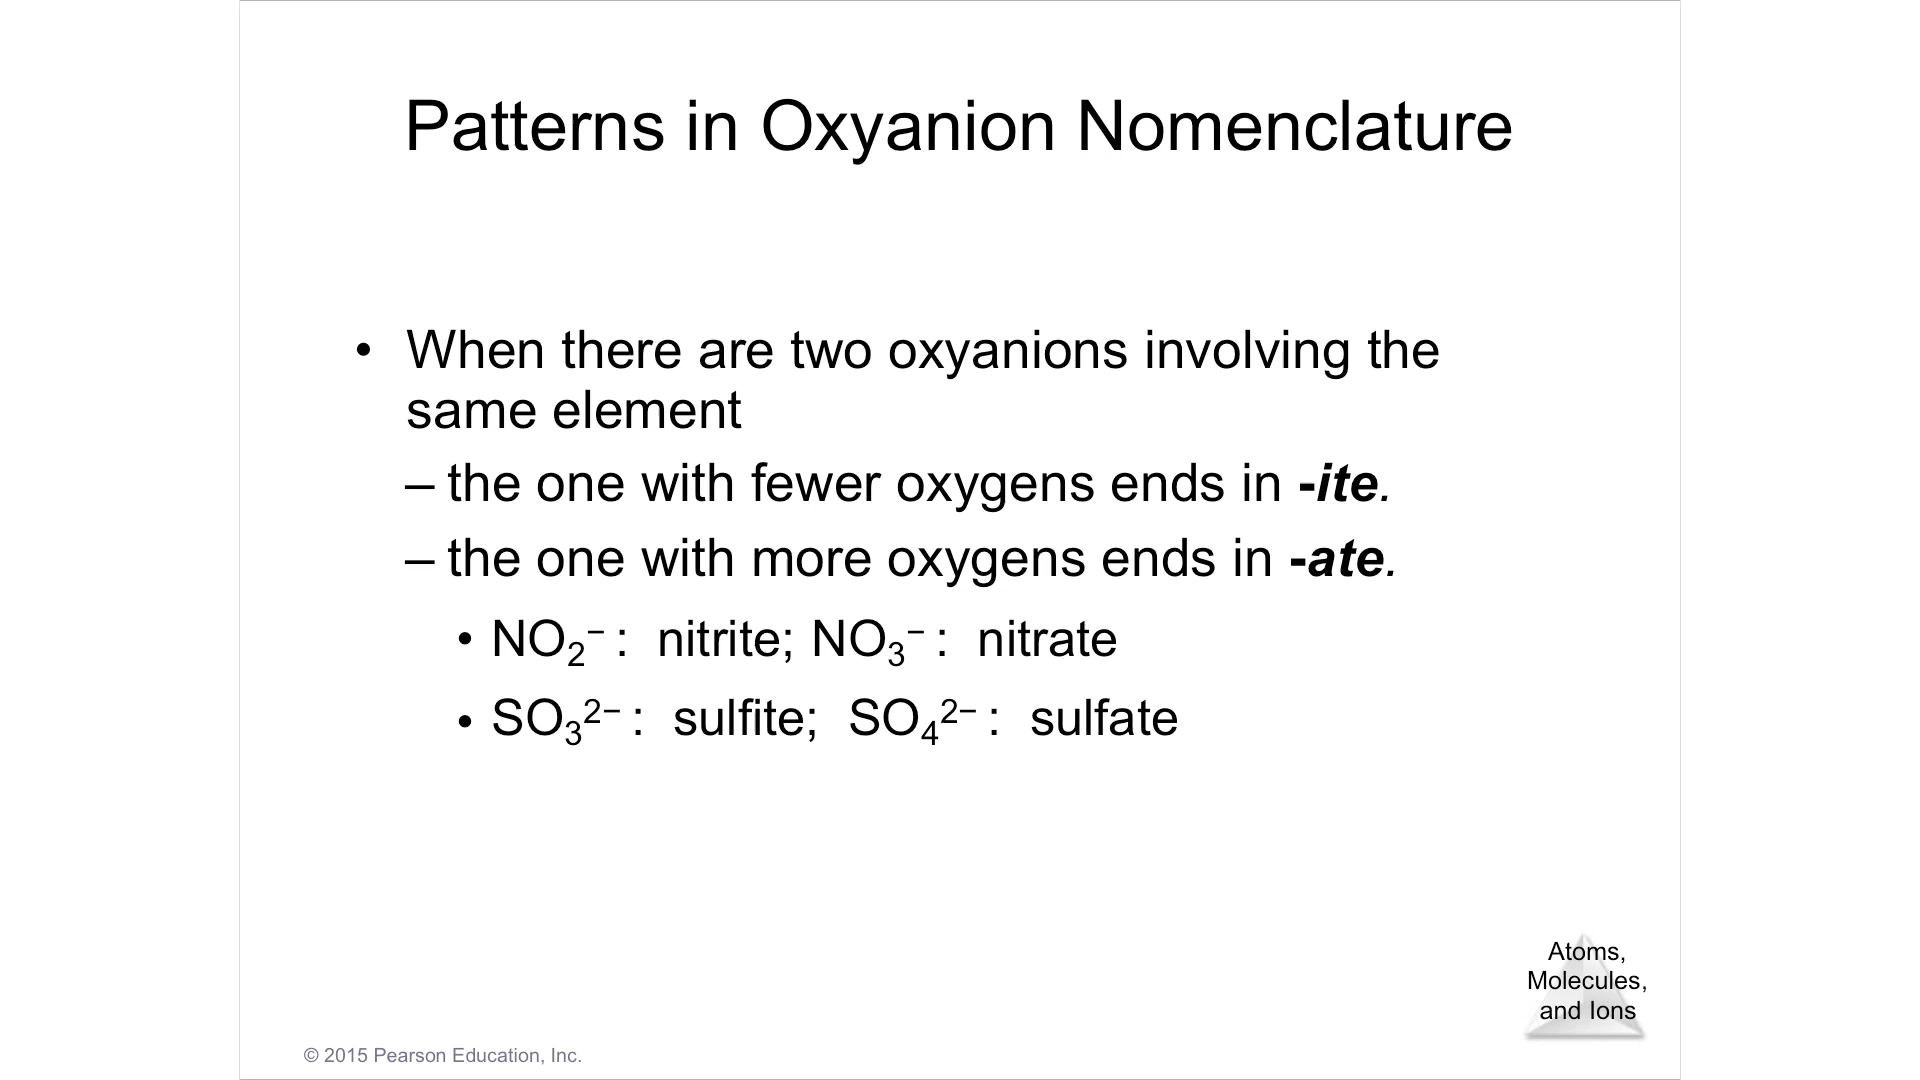 Patterns in Oxyanion Nomenclature
• When there are two oxyanions involving the
same element
– the one with fewer oxygens ends in -ite.
– the one with more oxygens ends in -ate.
• NO₂⁻ : nitrite; NO₃⁻ : nitrate
• SO₃²⁻ : sulfite; SO₄²⁻ : sulfate
Atoms,
Molecules,
and Ions
© 2015 Pearson Education, Inc.